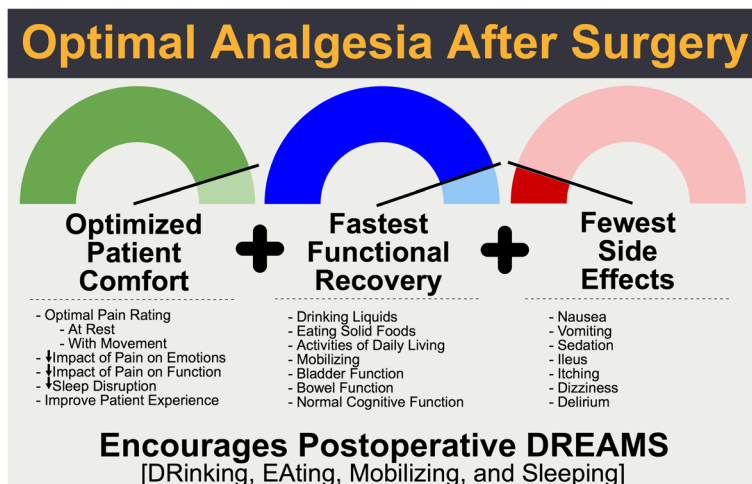 Optimal Analgesia After Surgery
Optimized
Patient
Comfort
- Optimal Pain Rating
- At Rest
- With Movement
- ↓Impact of Pain on Emotions
- ↓Impact of Pain on Function
- ↓Sleep Disruption
- Improve Patient Experience
+
Fastest
Functional
Recovery
- Drinking Liquids
- Eating Solid Foods
- Activities of Daily Living
- Mobilizing
- Bladder Function
- Bowel Function
- Normal Cognitive Function
+
Fewest
Side
Effects
- Nausea
- Vomiting
- Sedation
- Ileus
- Itching
- Dizziness
- Delirium
Encourages Postoperative DREAMS
[DRinking, EAting, Mobilizing, and Sleeping]